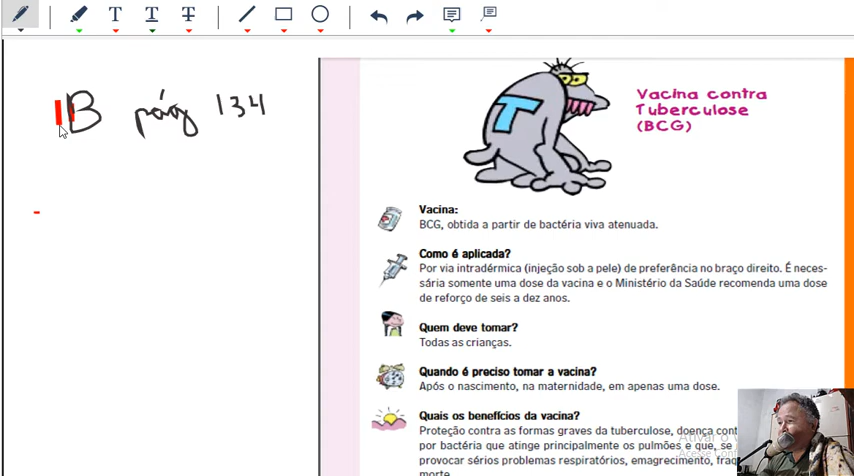 1B pág 134
Vacina contra
Tuberculose
(BCG)
T
Vacina:
BCG, obtida a partir de bactéria viva atenuada.
Como é aplicada?
Por via intradérmica (injeção sob a pele) de preferência no braço direito. É neces-
sária somente uma dose da vacina e o Ministério da Saúde recomenda uma dose
de reforço de seis a dez anos.
Quem deve tomar?
Todas as crianças.
Quando é preciso tomar a vacina?
Após o nascimento, na maternidade, em apenas uma dose.
Quais os benefícios da vacina?
Proteção contra as formas graves da tuberculose, doença
por bactéria que atinge principalmente os pulmões e que, se
provocar sérios problemas respiratórios, emagrecimento,
morte.
Ativar o